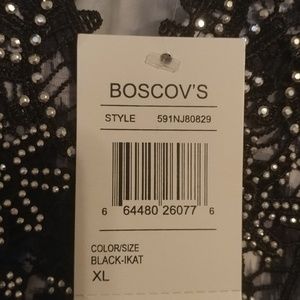 BOSCOV'S
STYLE 591NJ80829
6 64480 26077 6
COLOR/SIZE
BLACK-IKAT
XL